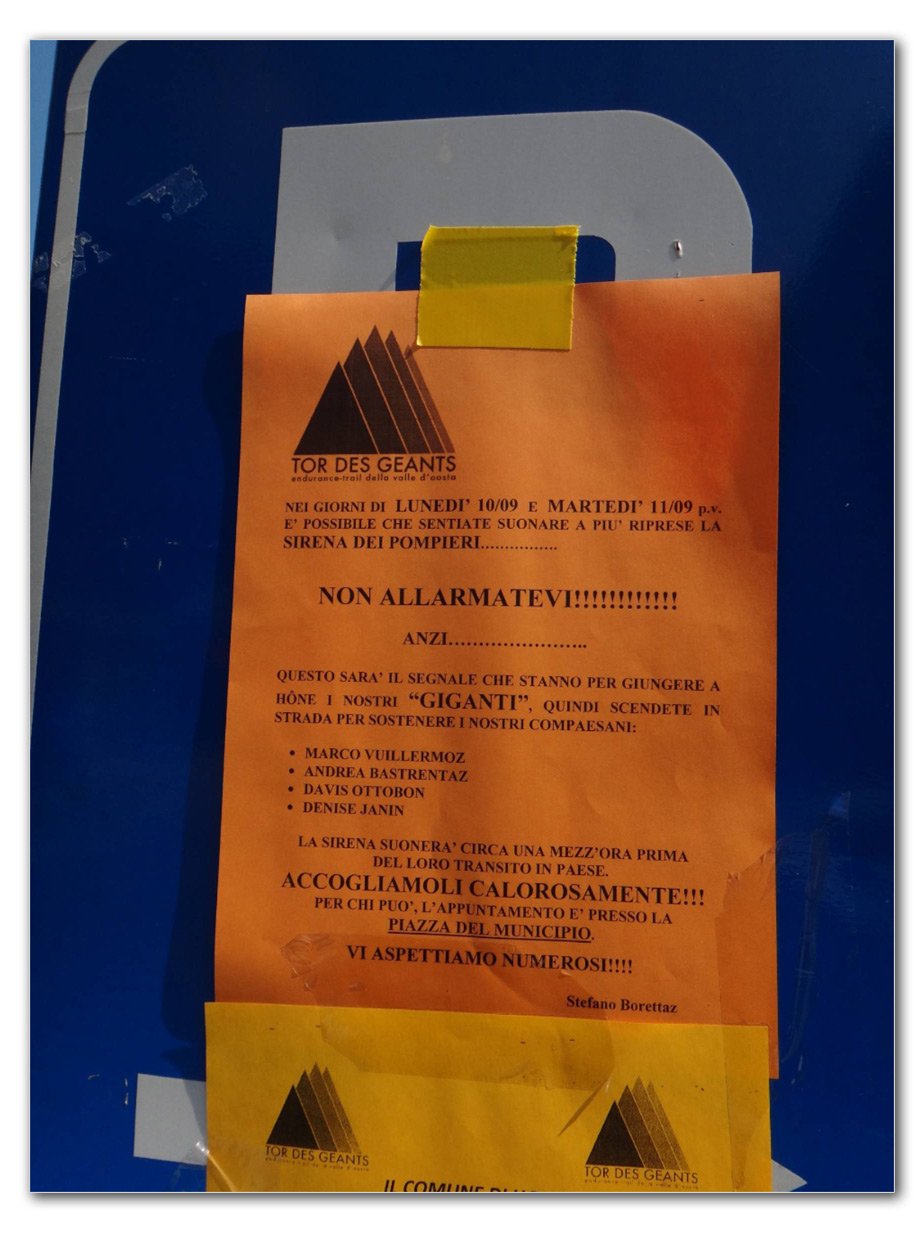 TOR DES GEANTS
endurance-trail della valle d'aosta
NEI GIORNI DI LUNEDI' 10/09 E MARTEDI' 11/09 p.v.
E' POSSIBILE CHE SENTIATE SUONARE A PIU' RIPRESE LA
SIRENA DEI POMPIERI................
NON ALLARMATEVI!!!!!!!!!!!!
ANZI......................
QUESTO SARA' IL SEGNALE CHE STANNO PER GIUNGERE A
HÔNE I NOSTRI "GIGANTI", QUINDI SCENDETE IN
STRADA PER SOSTENERE I NOSTRI COMPAESANI:
• MARCO VUILLERMOZ
• ANDREA BASTRENTAZ
• DAVIS OTTOBON
• DENISE JANIN
LA SIRENA SUONERA' CIRCA UNA MEZZ'ORA PRIMA
DEL LORO TRANSITO IN PAESE.
ACCOGLIAMOLI CALOROSAMENTE!!!
PER CHI PUO', L'APPUNTAMENTO E' PRESSO LA
PIAZZA DEL MUNICIPIO.
VI ASPETTIAMO NUMEROSI!!!!
Stefano Borettaz
TOR DES GEANTS
TOR DES GEANTS
IL COMUNE DI